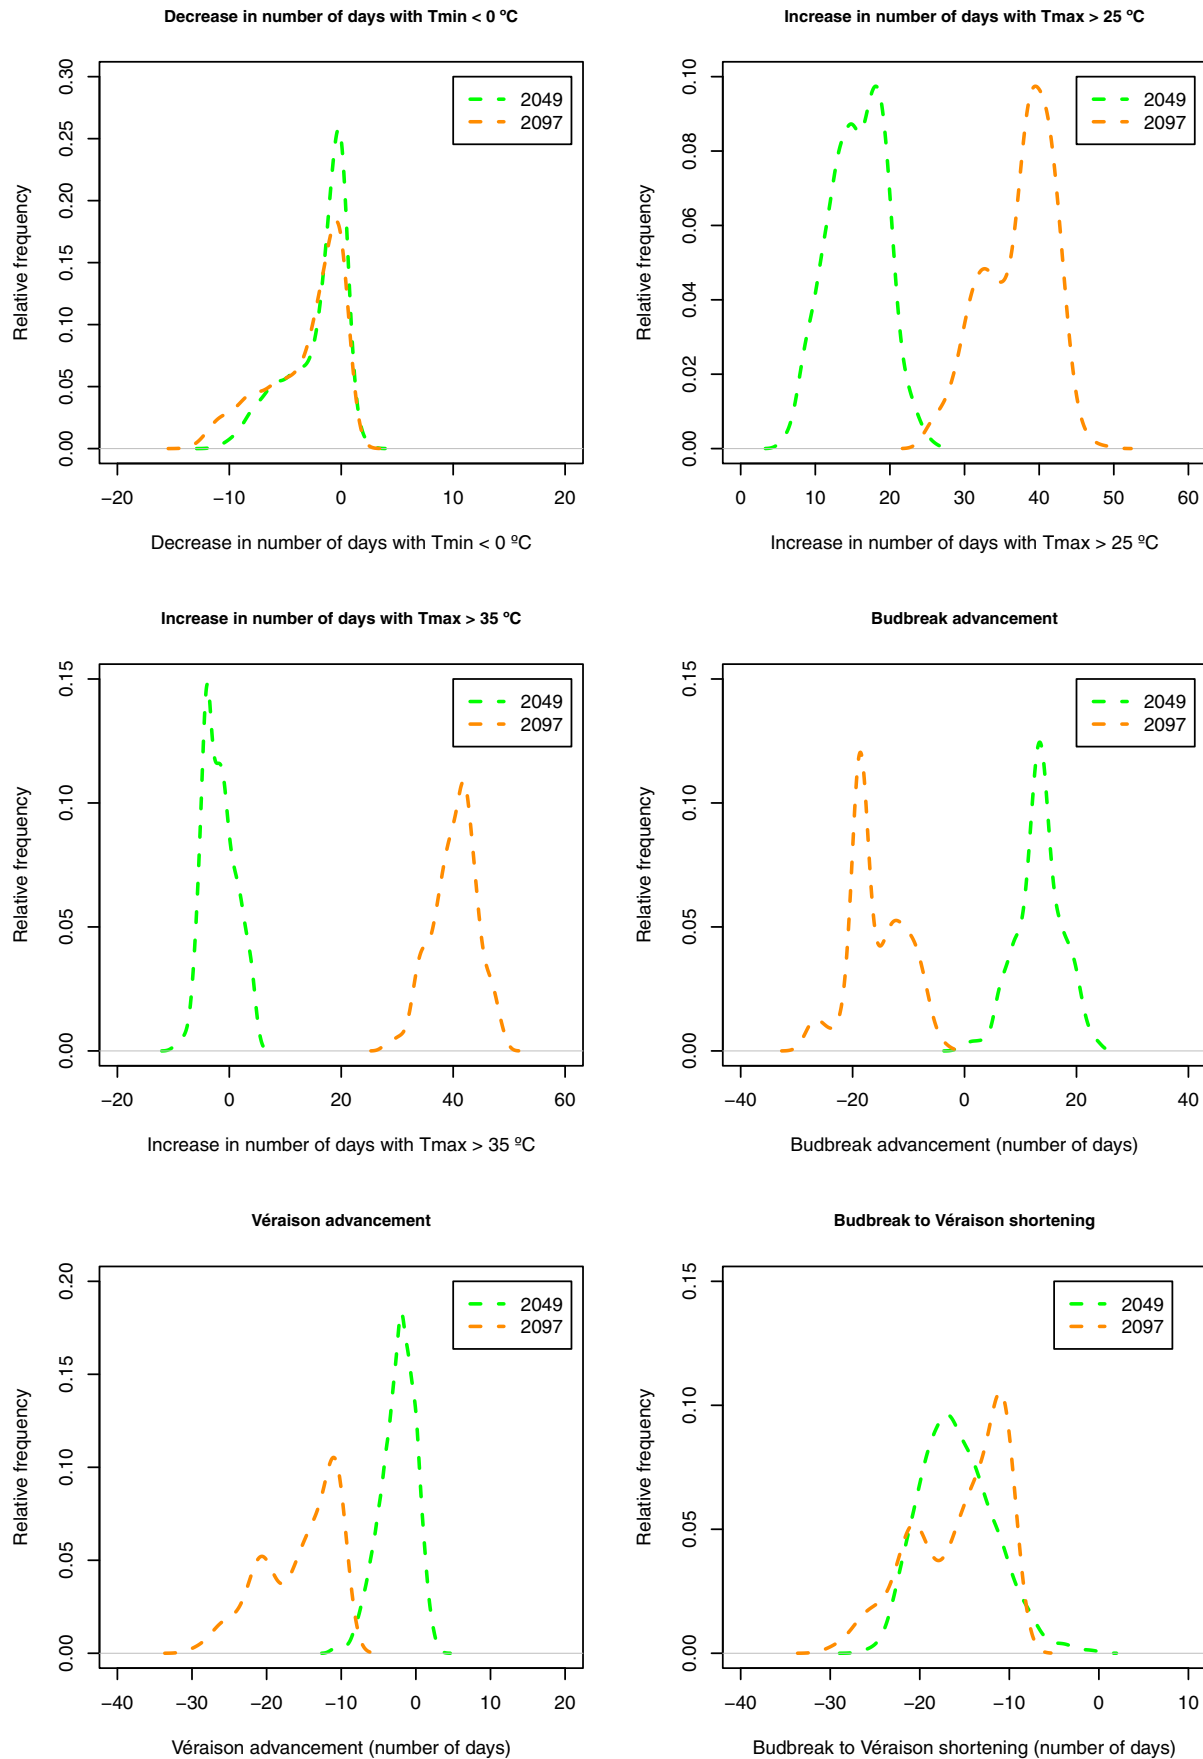 Decrease in number of days with Tmin < 0 ºC
Relative frequency
0.00 0.05 0.10 0.15 0.20 0.25 0.30
2049
2097
−20 −10 0 10 20
Decrease in number of days with Tmin < 0 ºC
Increase in number of days with Tmax > 25 ºC
Relative frequency
0.00 0.02 0.04 0.06 0.08 0.10
2049
2097
0 10 20 30 40 50 60
Increase in number of days with Tmax > 25 ºC
Increase in number of days with Tmax > 35 ºC
Relative frequency
0.00 0.05 0.10 0.15
2049
2097
−20 0 20 40 60
Increase in number of days with Tmax > 35 ºC
Budbreak advancement
Relative frequency
0.00 0.05 0.10 0.15
2049
2097
−40 −20 0 20 40
Budbreak advancement (number of days)
Véraison advancement
Relative frequency
0.00 0.05 0.10 0.15 0.20
2049
2097
−40 −30 −20 −10 0 10 20
Véraison advancement (number of days)
Budbreak to Véraison shortening
Relative frequency
0.00 0.05 0.10 0.15
2049
2097
−40 −30 −20 −10 0 10
Budbreak to Véraison shortening (number of days)